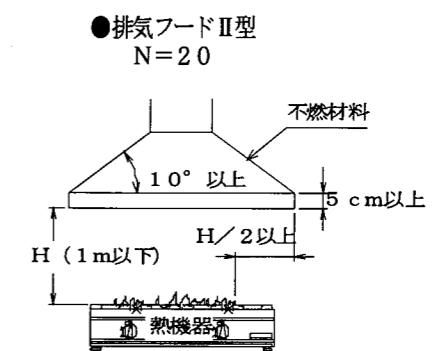 ●排気フードⅡ型
N＝20
不燃材料
10°以上
5cm以上
H／2以上
H（1m以下）
熱機器